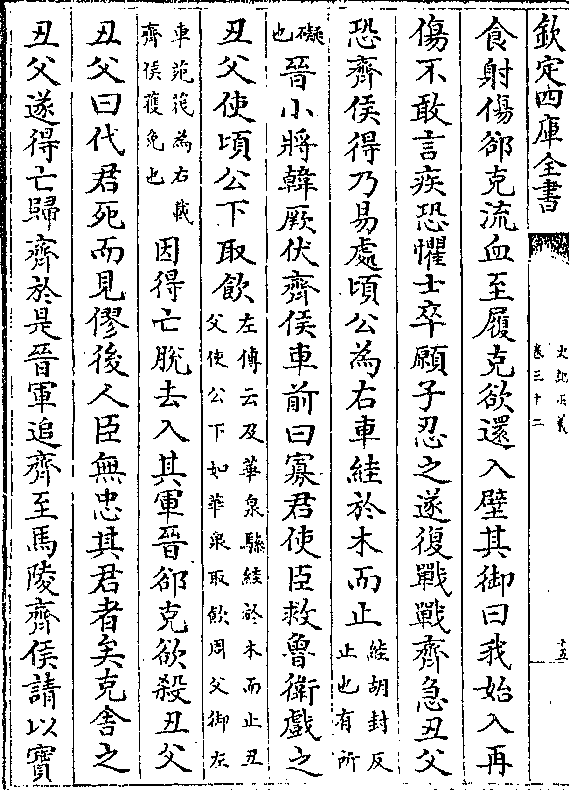 欽定四庫全書
史記正義
卷三十二
十五
食射傷郤克流血至履克欲還入壁其御曰我始入再
傷不敢言疾恐懼士卒願子忍之遂復戰戰齊急丑父
恐齊侯得乃易處頃公為右車絓於木而止絓胡封反
止也有所
礙也晉小將韓厥伏齊侯車前曰寡君使臣救魯衛戲之
丑父使頃公下取飲左傳云及華泉驂絓於木而止丑
父使公下如華泉取飲周父御左
車苑茷為右載
齊侯獲免也因得亡脫去入其軍晉郤克欲殺丑父
丑父曰代君死而見僇後人臣無忠其君者矣克舍之
丑父遂得亡歸齊於是晉軍追齊至馬陵齊侯請以寶